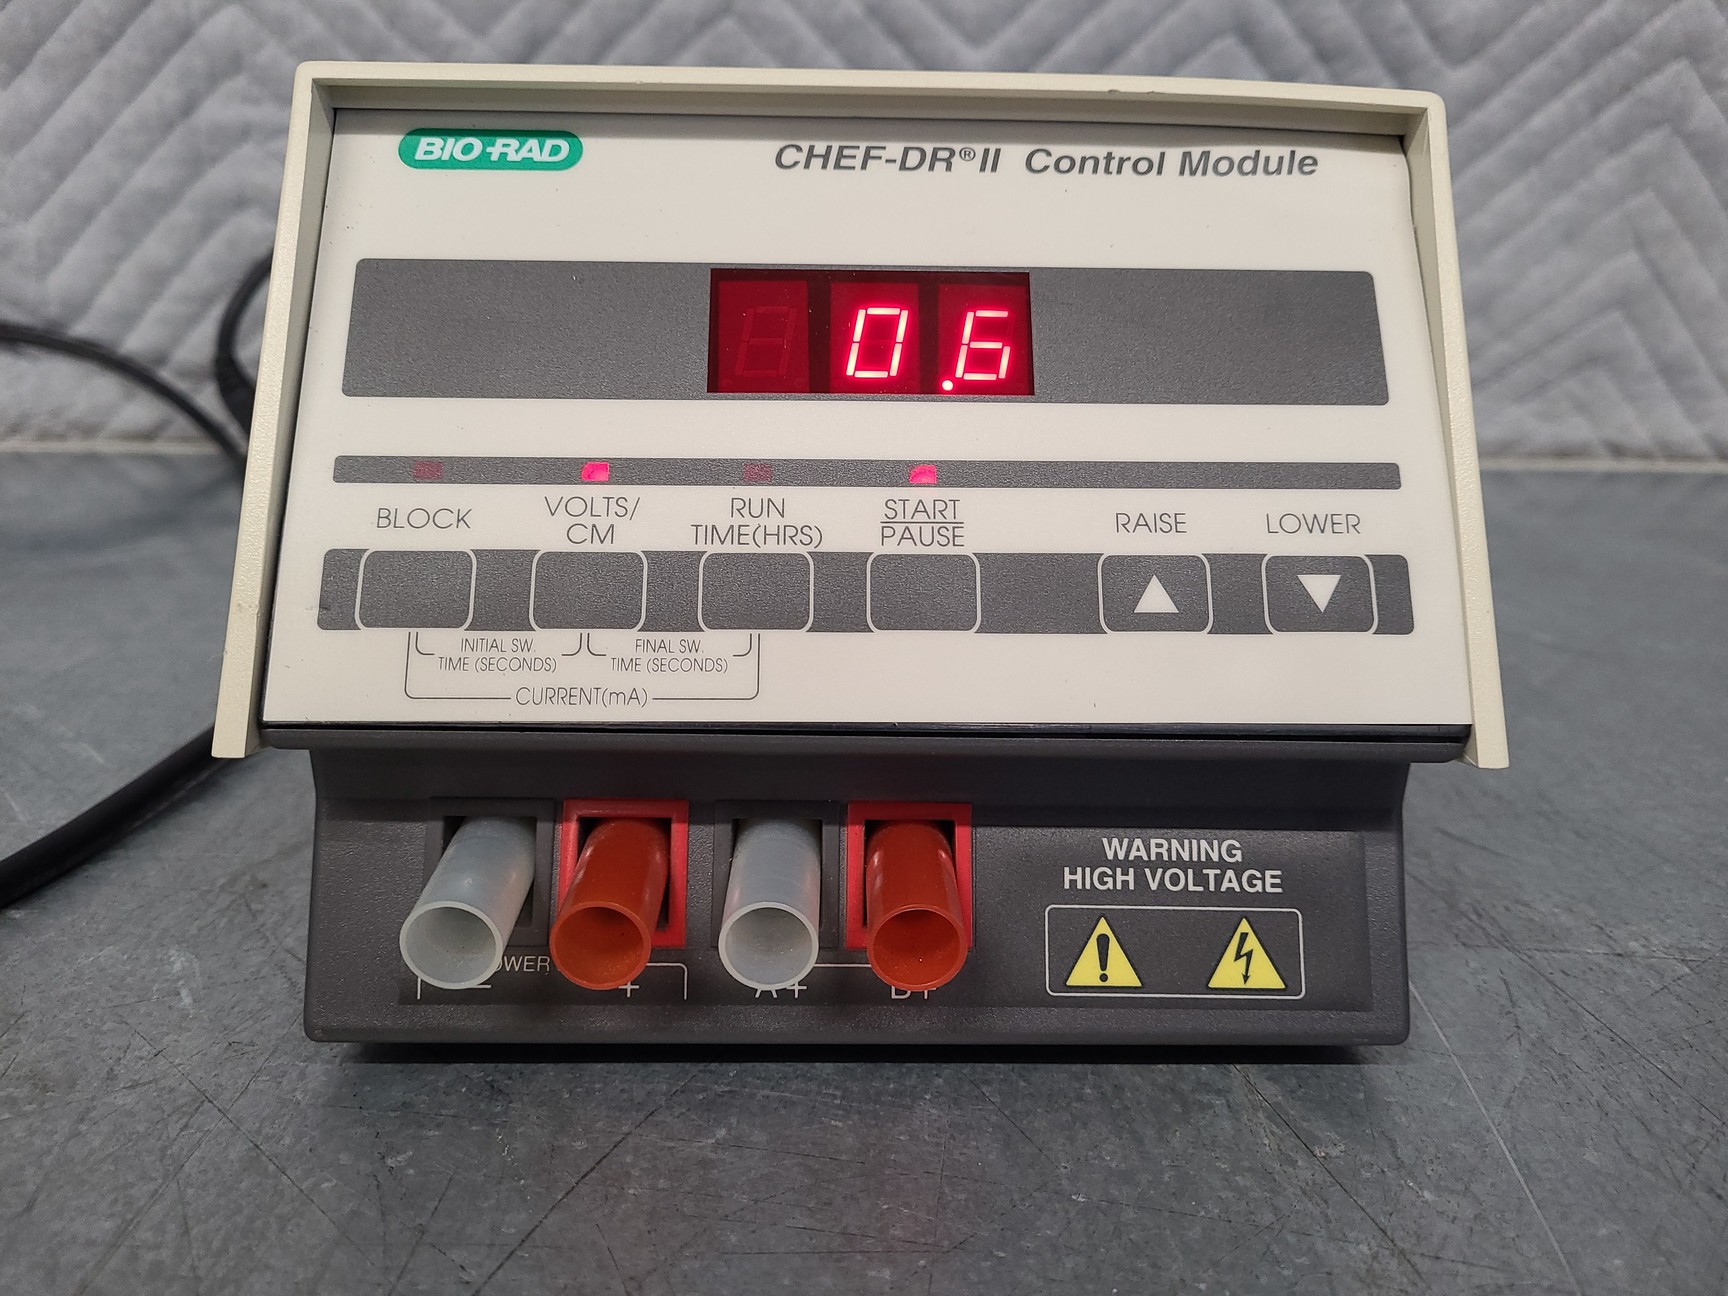 BIO-RAD
CHEF-DR®II Control Module
0.6
BLOCK
VOLTS/
CM
RUN
TIME(HRS)
START
PAUSE
RAISE
LOWER
INITIAL SW.
TIME (SECONDS)
FINAL SW.
TIME (SECONDS)
CURRENT(mA)
WARNING
HIGH VOLTAGE
- +
A+
B+